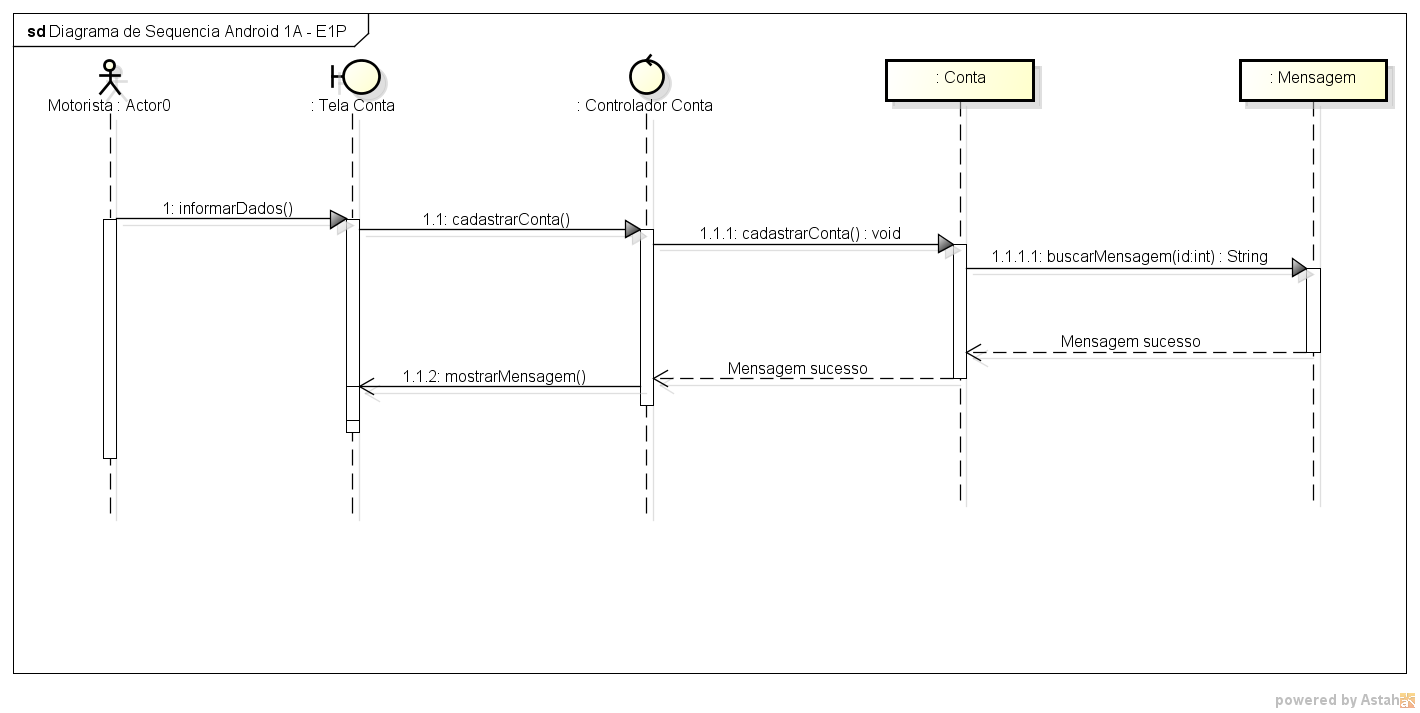 sd Diagrama de Sequencia Android 1A - E1P
Motorista : Actor0
: Tela Conta
: Controlador Conta
: Conta
: Mensagem
1: informarDados()
1.1: cadastrarConta()
1.1.1: cadastrarConta() : void
1.1.1.1: buscarMensagem(id:int) : String
Mensagem sucesso
Mensagem sucesso
1.1.2: mostrarMensagem()
powered by Astah